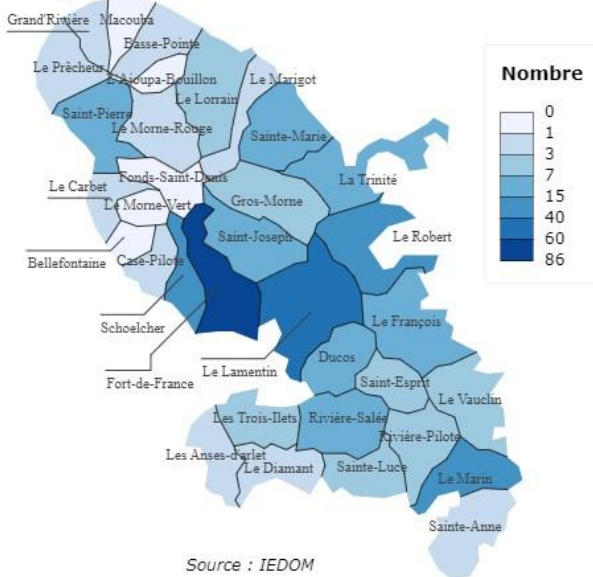 Grand'Rivière
Macouba
Basse-Pointe
Le Prêcheur
L'Ajoupa-Bouillon
Le Marigot
Le Lorrain
Saint-Pierre
Le Morne-Rouge
Sainte-Marie
Fonds-Saint-Denis
La Trinité
Le Carbet
Gros-Morne
Le Morne-Vert
Saint-Joseph
Le Robert
Bellefontaine
Case-Pilote
Schoelcher
Le François
Fort-de-France
Le Lamentin
Ducos
Saint-Esprit
Le Vauclin
Les Trois-Ilets
Rivière-Salée
Rivière-Pilote
Les Anses-d'arlet
Le Diamant
Sainte-Luce
Le Marin
Sainte-Anne
Nombre
0
1
3
7
15
40
60
86
Source : IEDOM